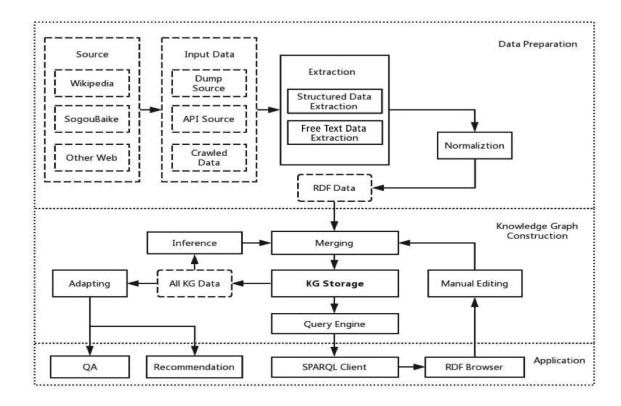 Data Preparation
Source
Wikipedia
SogouBaike
Other Web
Input Data
Dump
Source
API Source
Crawled
Data
Extraction
Structured Data
Extraction
Free Text Data
Extraction
Normaliztion
RDF Data
Knowledge Graph
Construction
Inference
Merging
Adapting
All KG Data
KG Storage
Manual Editing
Query Engine
Application
QA
Recommendation
SPARQL Client
RDF Browser